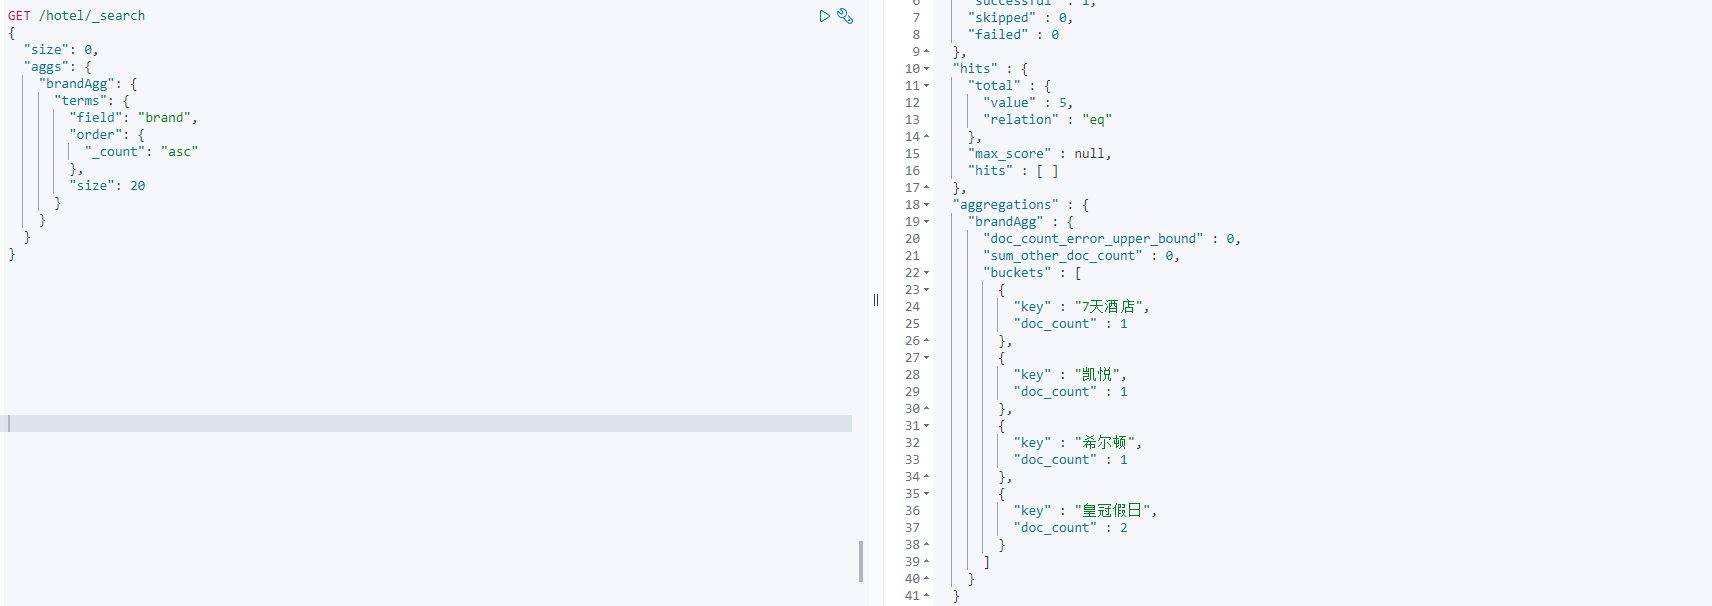 GET /hotel/_search
{
  "size": 0,
  "aggs": {
    "brandAgg": {
      "terms": {
        "field": "brand",
        "order": {
          "_count": "asc"
        },
        "size": 20
      }
    }
  }
}
6 "successful" : 1,
7 "skipped" : 0,
8 "failed" : 0
9 },
10 "hits" : {
11 "total" : {
12 "value" : 5,
13 "relation" : "eq"
14 },
15 "max_score" : null,
16 "hits" : [ ]
17 },
18 "aggregations" : {
19 "brandAgg" : {
20 "doc_count_error_upper_bound" : 0,
21 "sum_other_doc_count" : 0,
22 "buckets" : [
23 {
24 "key" : "7天酒店",
25 "doc_count" : 1
26 },
27 {
28 "key" : "凯悦",
29 "doc_count" : 1
30 },
31 {
32 "key" : "希尔顿",
33 "doc_count" : 1
34 },
35 {
36 "key" : "皇冠假日",
37 "doc_count" : 2
38 }
39 ]
40 }
41 }